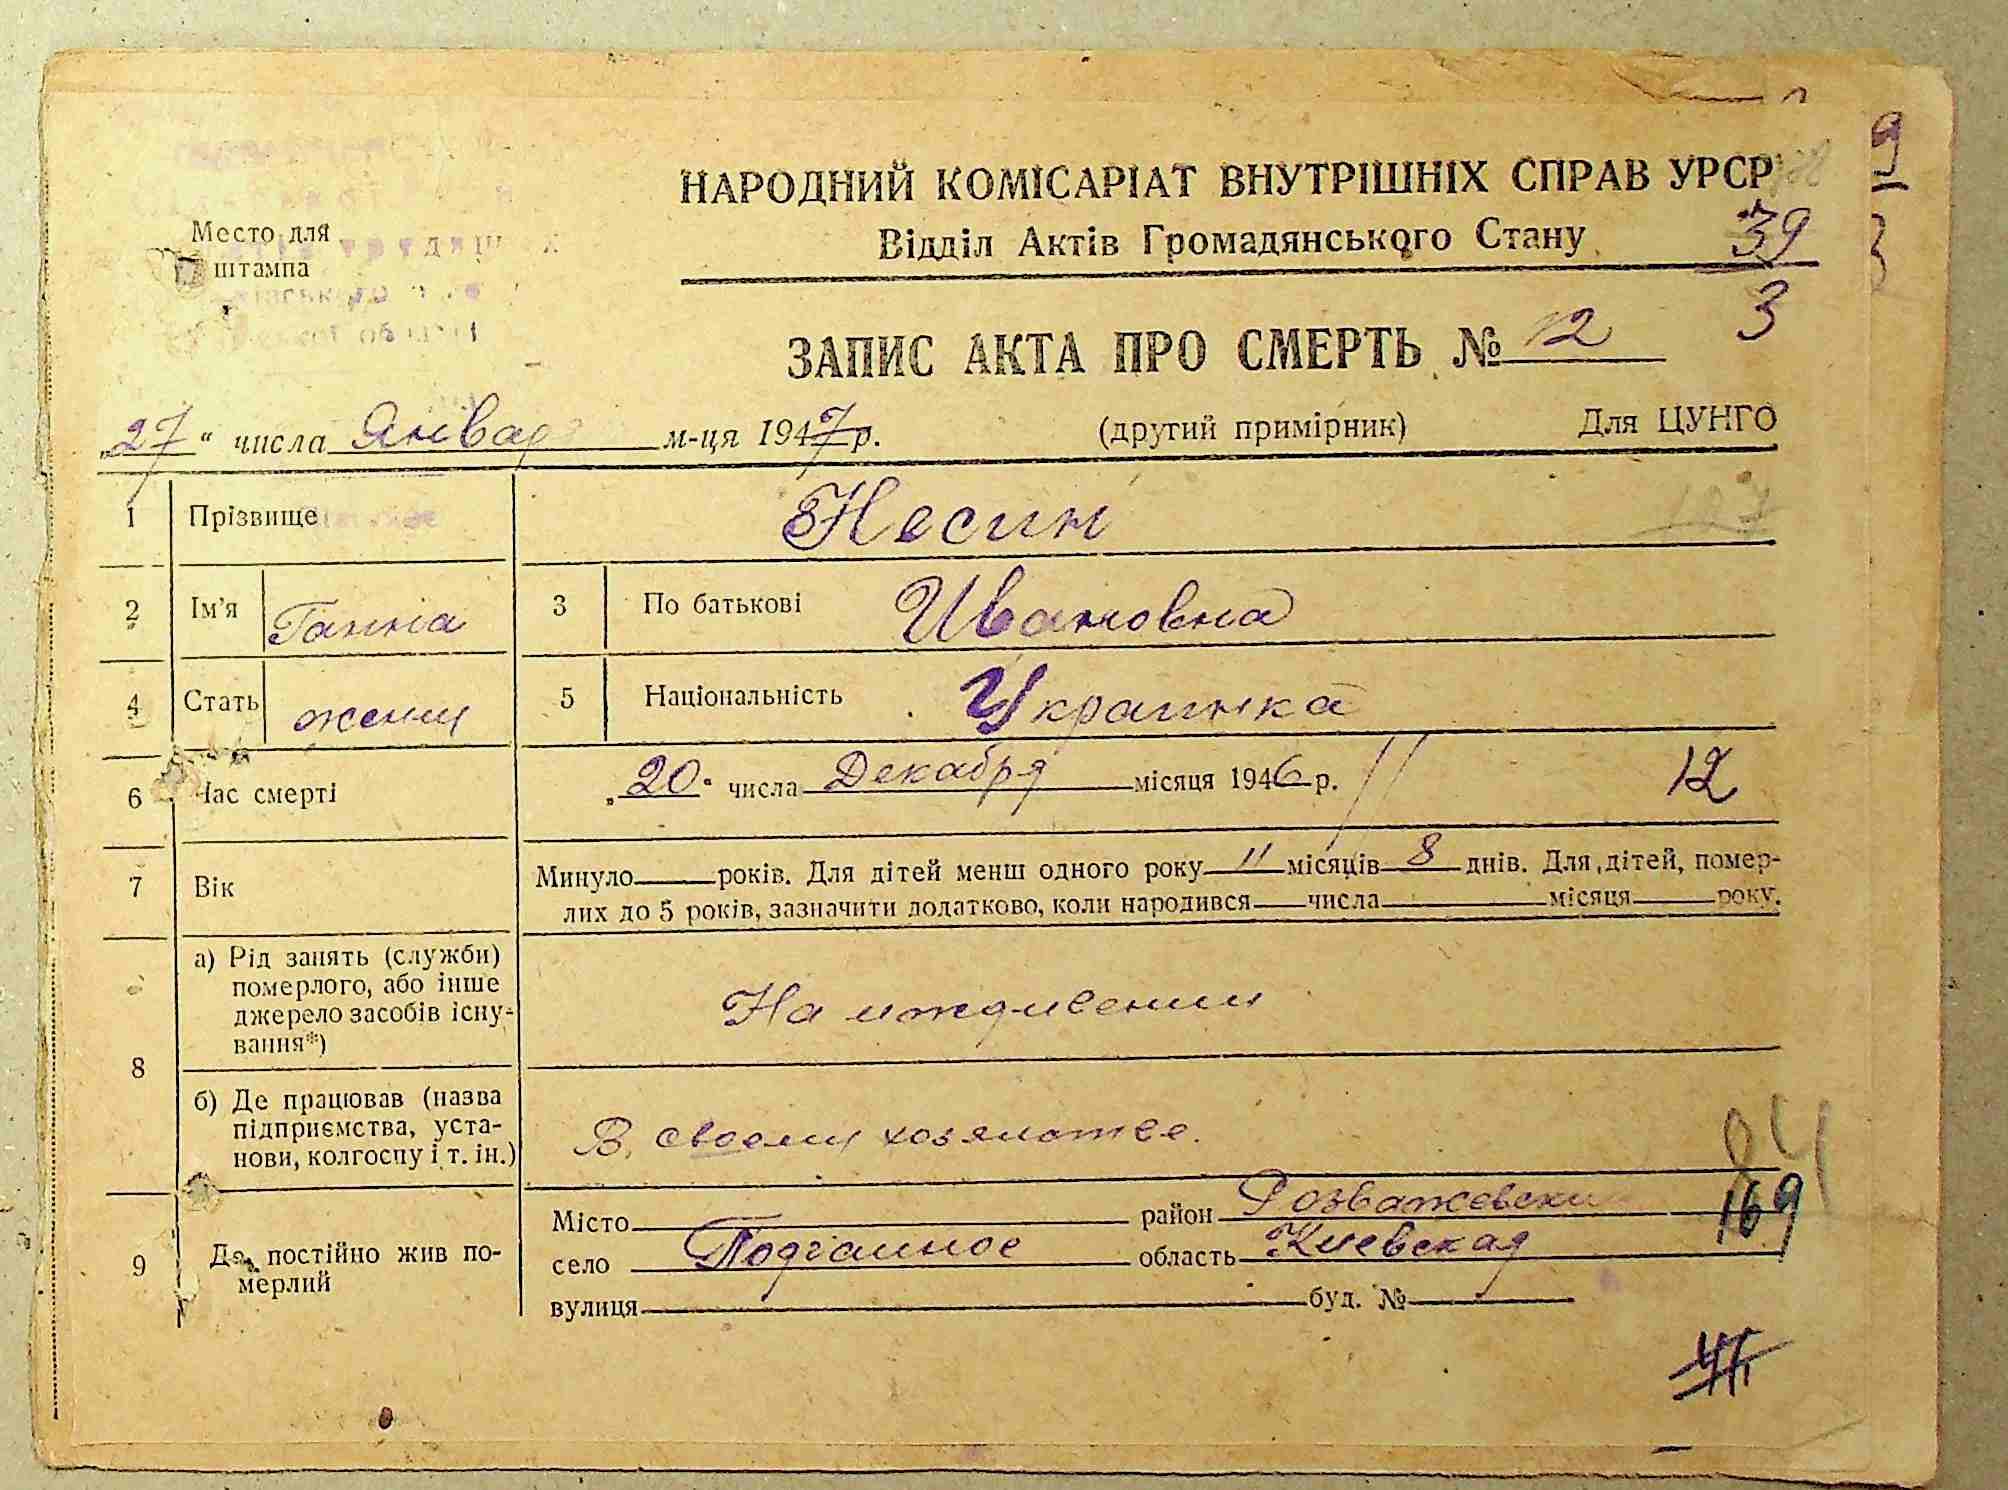 НАРОДНИЙ КОМІСАРІАТ ВНУТРІШНІХ СПРАВ УРСР
Відділ Актів Громадянського Стану 39
Место для
штампа
3
ЗАПИС АКТА ПРО СМЕРТЬ № 12
„27“ числа Январ м-ця 1947 р. (другий примірник) Для ЦУНГО
1 Прізвище Несин
2 Ім'я Ганна 3 По батькові Ивановна
4 Стать женщ 5 Національність Украинка
6 Час смерті „20“ числа Декабря місяця 1946 р. 12
7 Вік Минуло років. Для дітей менш одного року 11 місяців 8 днів. Для дітей, помер-
лих до 5 років, зазначити додатково, коли народився числа місяця року.
8 а) Рід занять (служби)
померлого, або інше
джерело засобів існу-
вання*)
На иждивении
б) Де працював (назва
підприємства, уста-
нови, колгоспу і т. ін.)
В своем хозяйстве.
84
169
9 Де постійно жив по-
мерлий
Місто район Розважевски
село Подгайное область Киевская
вулиця буд. №